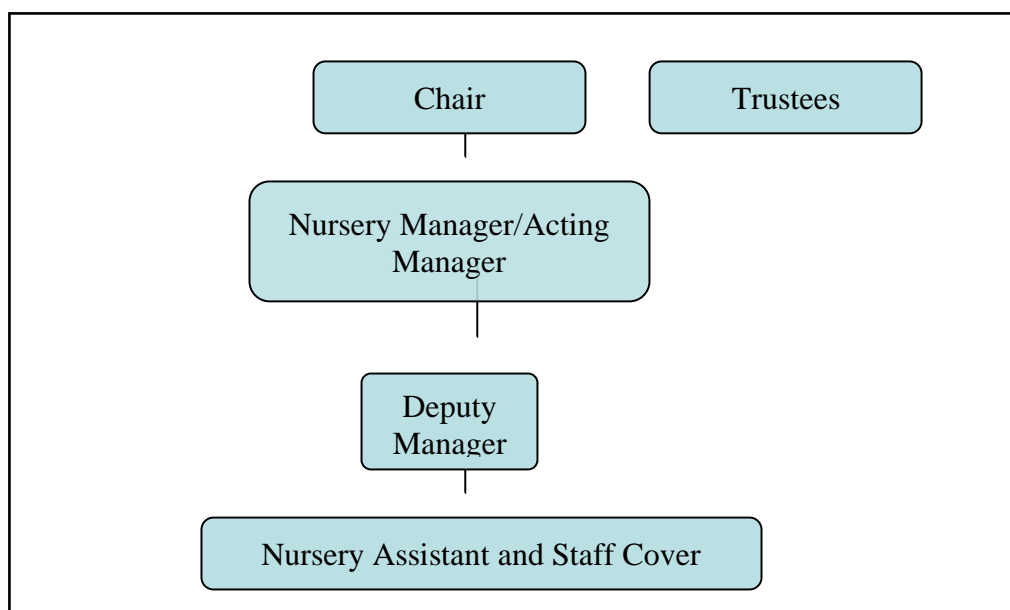 Chair
Trustees
Nursery Manager/Acting
Manager
Deputy
Manager
Nursery Assistant and Staff Cover